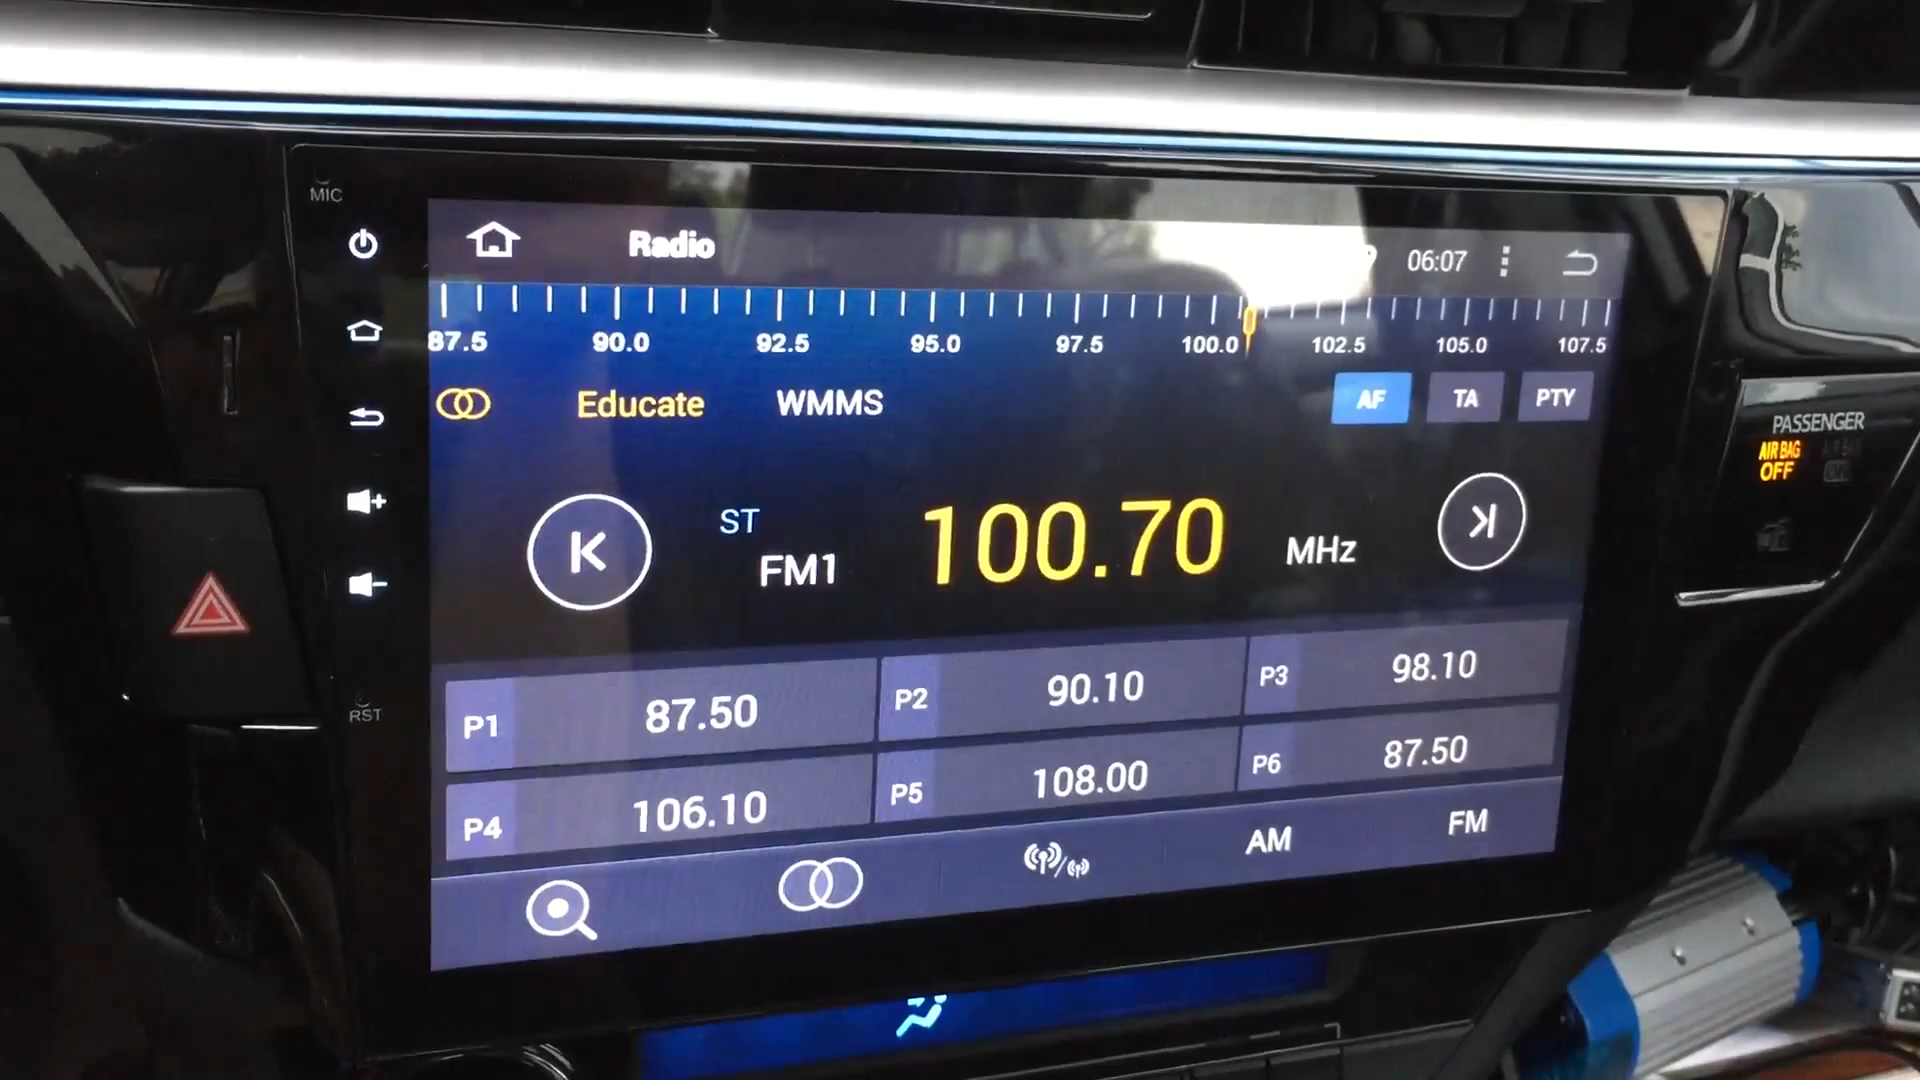 MIC
Radio 06:07
87.5 90.0 92.5 95.0 97.5 100.0 102.5 105.0 107.5
Educate WMMS AF TA PTY
PASSENGER
AIR BAG
OFF
ST
FM1 100.70 MHz
P1 87.50 P2 90.10 P3 98.10
P4 106.10 P5 108.00 P6 87.50
RST
AM FM